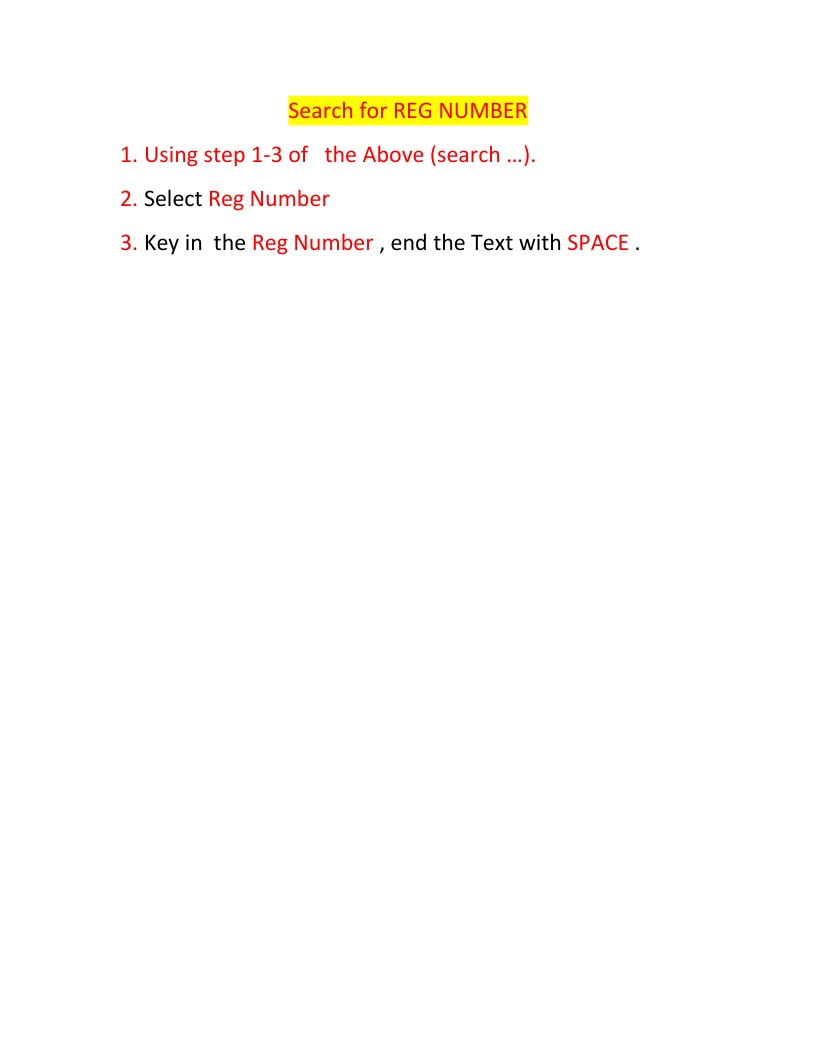 Search for REG NUMBER
1. Using step 1-3 of   the Above (search …).
2. Select Reg Number
3. Key in  the Reg Number , end the Text with SPACE .